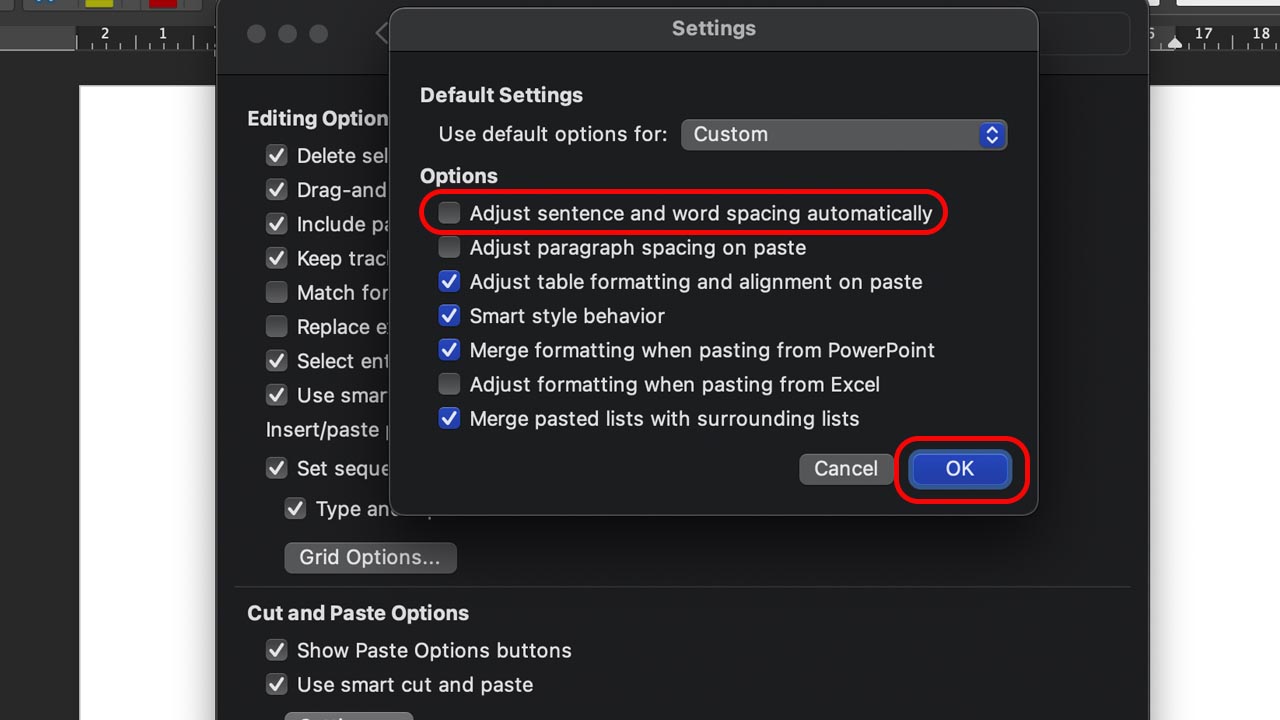 2 1
17 18
Settings
Default Settings
Use default options for: Custom
Options
Adjust sentence and word spacing automatically
Adjust paragraph spacing on paste
Adjust table formatting and alignment on paste
Smart style behavior
Merge formatting when pasting from PowerPoint
Adjust formatting when pasting from Excel
Merge pasted lists with surrounding lists
Cancel OK
Editing Option
Delete sel
Drag-and
Include pa
Keep trac
Match for
Replace e
Select ent
Use smar
Insert/paste
Set seque
Type and
Grid Options...
Cut and Paste Options
Show Paste Options buttons
Use smart cut and paste